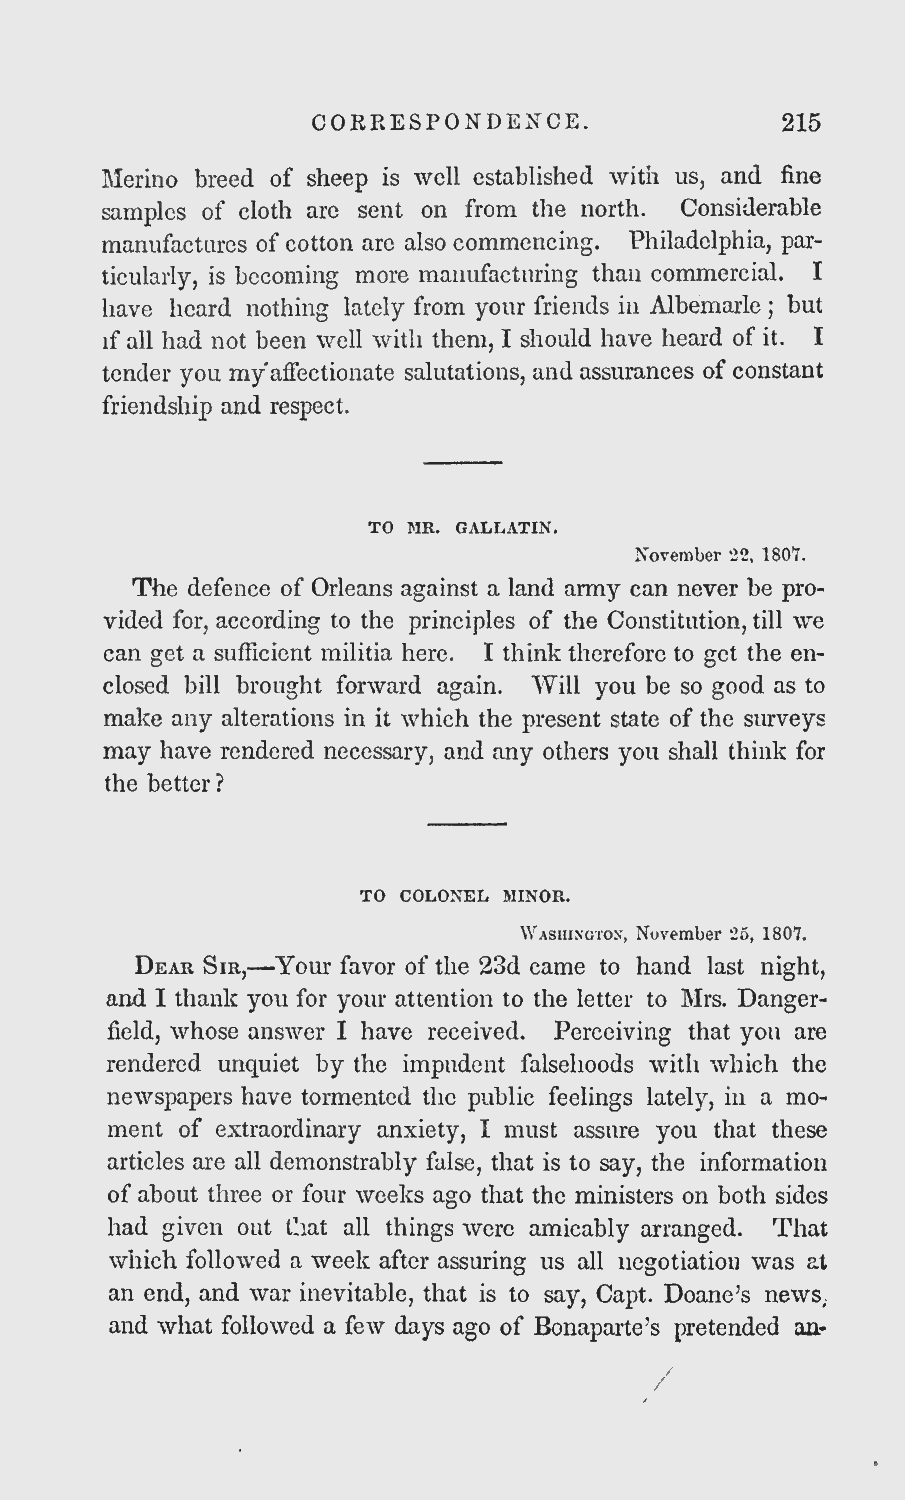 CORRESPONDENCE. 215
Merino breed of sheep is well established with us, and fine
samples of cloth are sent on from the north. Considerable
manufactures of cotton are also commencing. Philadelphia, par-
ticularly, is becoming more manufacturing than commercial. I
have heard nothing lately from your friends in Albemarle; but
if all had not been well with them, I should have heard of it. I
tender you my affectionate salutations, and assurances of constant
friendship and respect.
TO MR. GALLATIN.
November 22, 1807.
The defence of Orleans against a land army can never be pro-
vided for, according to the principles of the Constitution, till we
can get a sufficient militia here. I think therefore to get the en-
closed bill brought forward again. Will you be so good as to
make any alterations in it which the present state of the surveys
may have rendered necessary, and any others you shall think for
the better?
TO COLONEL MINOR.
WASHINGTON, November 25, 1807.
DEAR SIR,—Your favor of the 23d came to hand last night,
and I thank you for your attention to the letter to Mrs. Danger-
field, whose answer I have received. Perceiving that you are
rendered unquiet by the impudent falsehoods with which the
newspapers have tormented the public feelings lately, in a mo-
ment of extraordinary anxiety, I must assure you that these
articles are all demonstrably false, that is to say, the information
of about three or four weeks ago that the ministers on both sides
had given out that all things were amicably arranged. That
which followed a week after assuring us all negotiation was at
an end, and war inevitable, that is to say, Capt. Doane's news,
and what followed a few days ago of Bonaparte's pretended an-